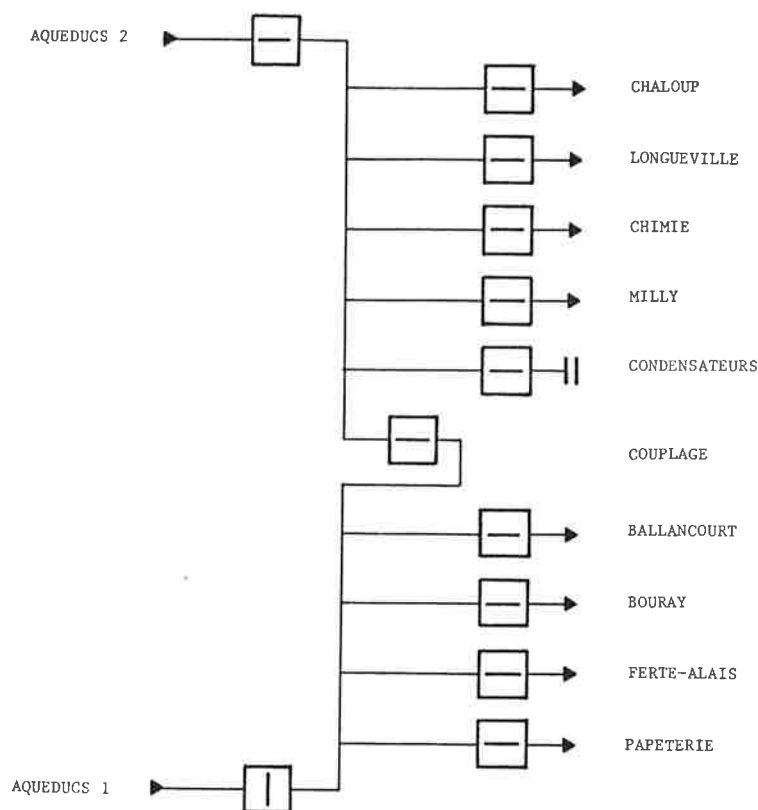 AQUEDUCS 2
CHALOUP
LONGUEVILLE
CHIMIE
MILLY
CONDENSATEURS
COUPLAGE
BALLANCOURT
BOURAY
FERTE-ALAIS
PAPETERIE
AQUEDUCS 1